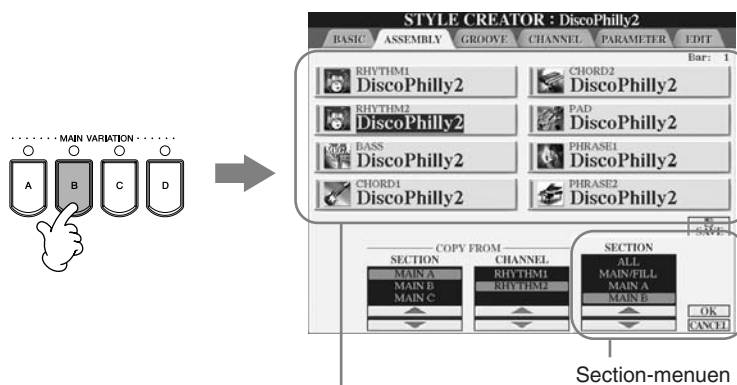 STYLE CREATOR : DiscoPhilly2
BASIC ASSEMBLY GROOVE CHANNEL PARAMETER EDIT
Bar: 1
RHYTHM1
DiscoPhilly2
CHORD2
DiscoPhilly2
RHYTHM2
DiscoPhilly2
PAD
DiscoPhilly2
BASS
DiscoPhilly2
PHRASE1
DiscoPhilly2
CHORD1
DiscoPhilly2
PHRASE2
DiscoPhilly2
MAIN VARIATION
A B C D
SAVE
COPY FROM
SECTION
MAIN A
MAIN B
MAIN C
CHANNEL
RHYTHM1
RHYTHM2
SECTION
ALL
MAIN/FILL
MAIN A
MAIN B
OK
CANCEL
Section-menuen